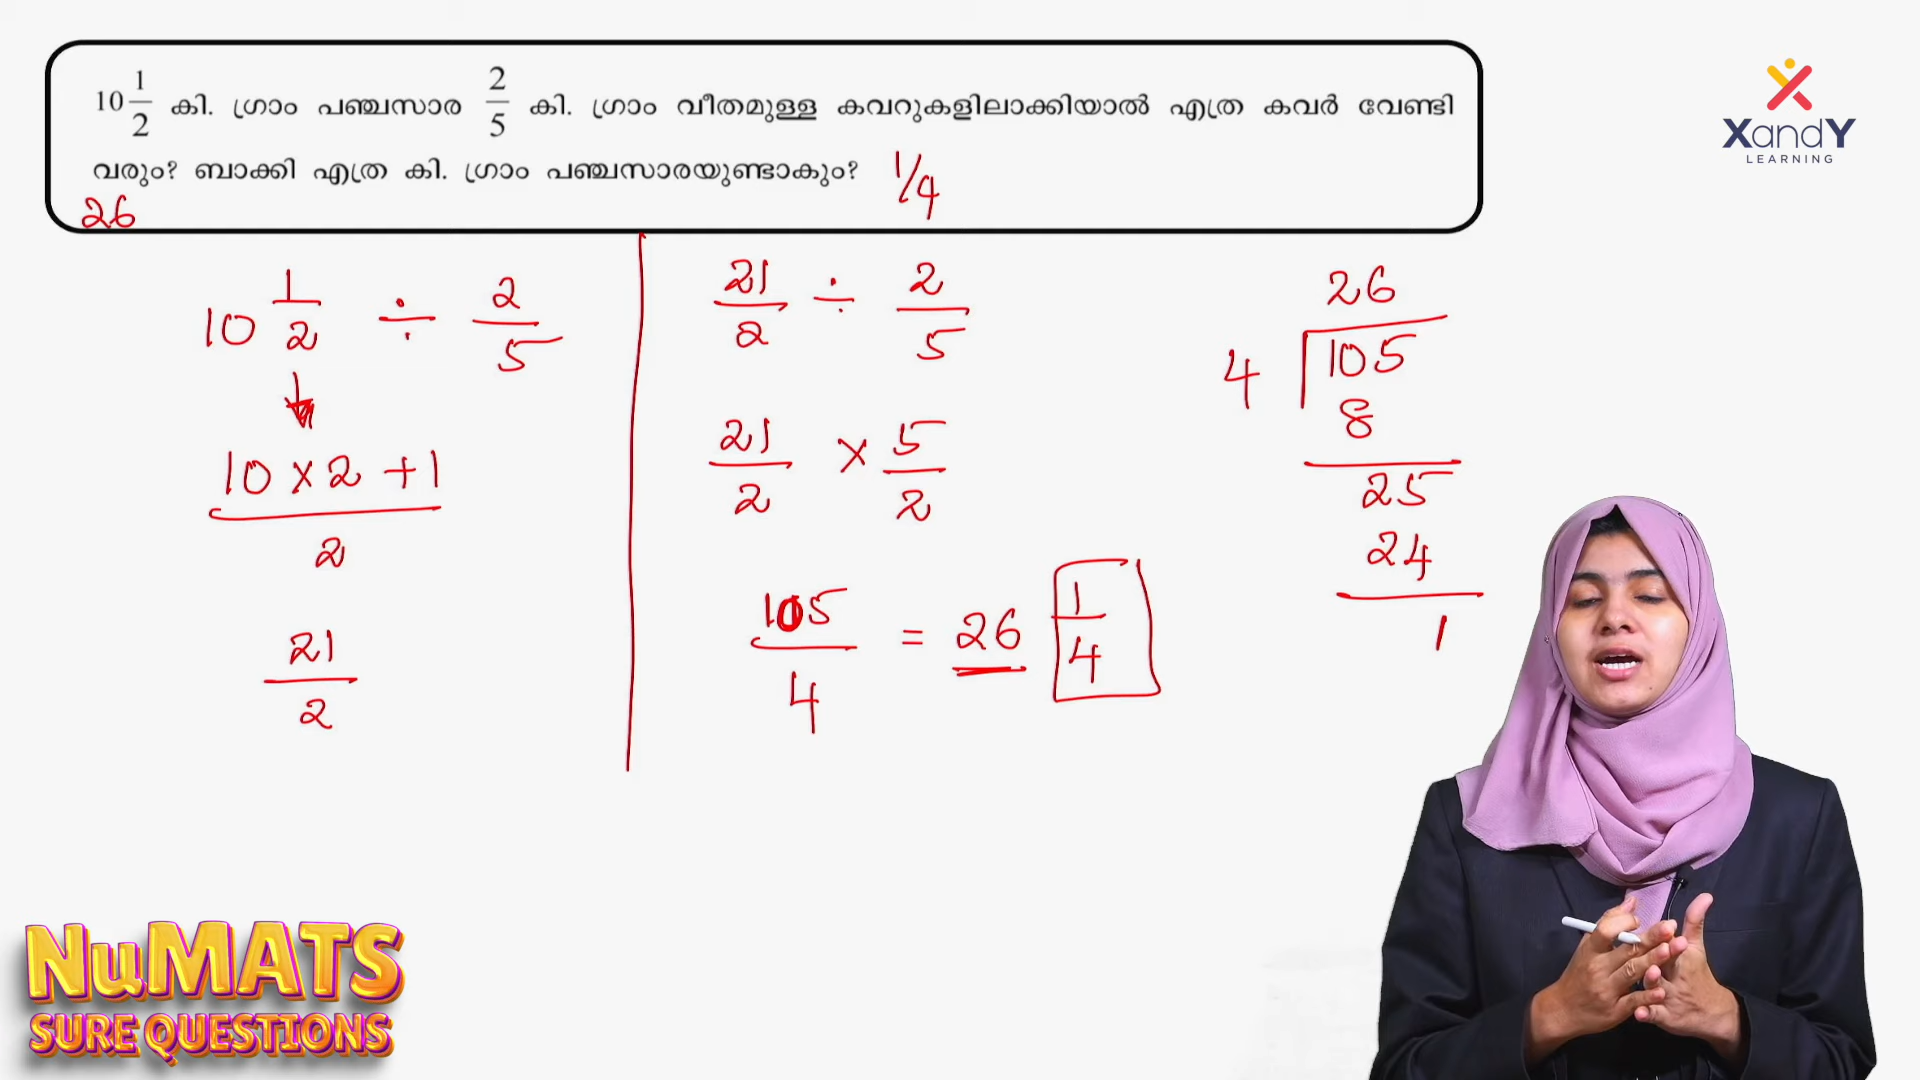 10 1/2 കി. ഗ്രാം പഞ്ചസാര 2/5 കി. ഗ്രാം വീതമുള്ള കവറുകളിലാക്കിയാൽ എത്ര കവർ വേണ്ടി
വരും? ബാക്കി എത്ര കി. ഗ്രാം പഞ്ചസാരയുണ്ടാകും? 1/4
26
XandY
LEARNING
10 1/2 ÷ 2/5
10 × 2 + 1
2
21/2
21/2 ÷ 2/5
21/2 × 5/2
105/4 = 26 1/4
26
4 105
8
25
24
1
NuMATS
SURE QUESTIONS